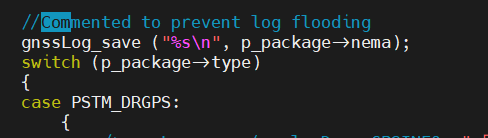 //Commented to prevent log flooding
gnssLog_save ("%s\n", p_package->nema);
switch (p_package->type)
{
case PSTM_DRGPS:
{